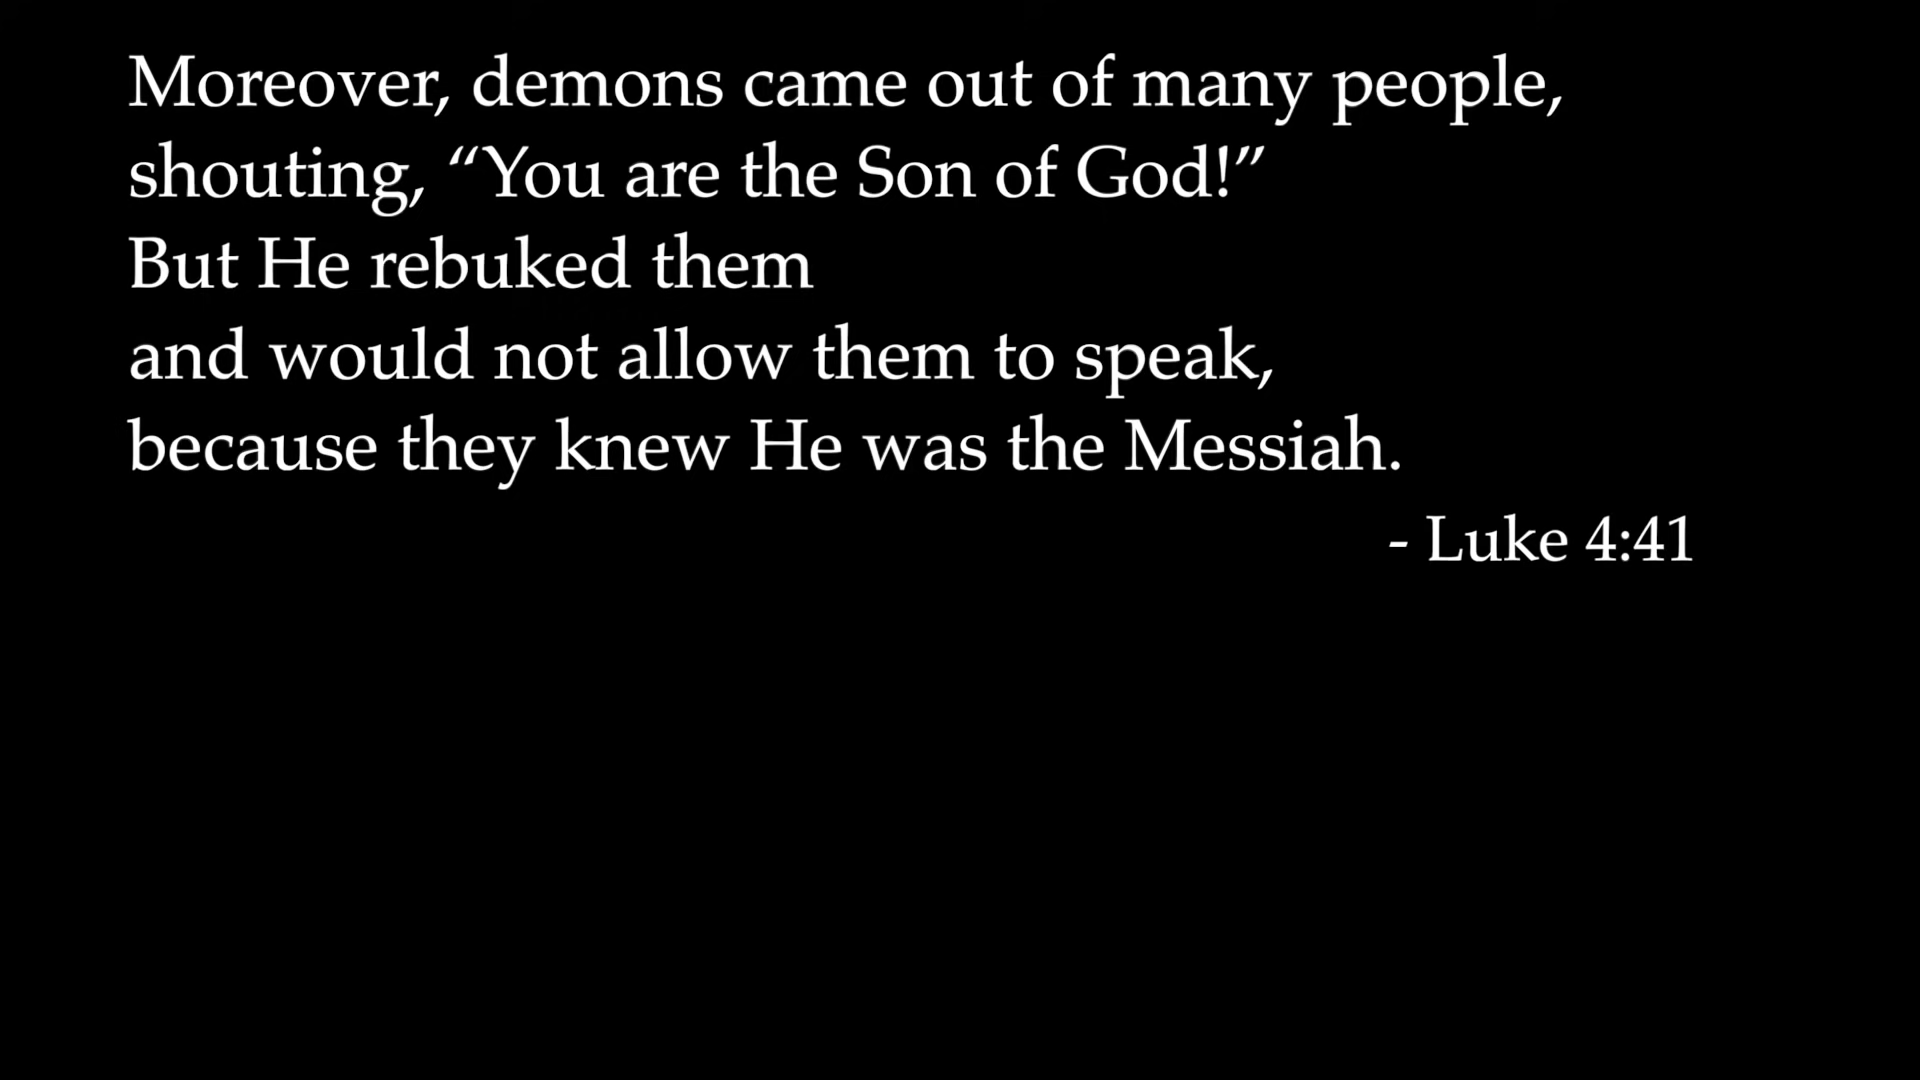 Moreover, demons came out of many people,
shouting, “You are the Son of God!”
But He rebuked them
and would not allow them to speak,
because they knew He was the Messiah.
- Luke 4:41